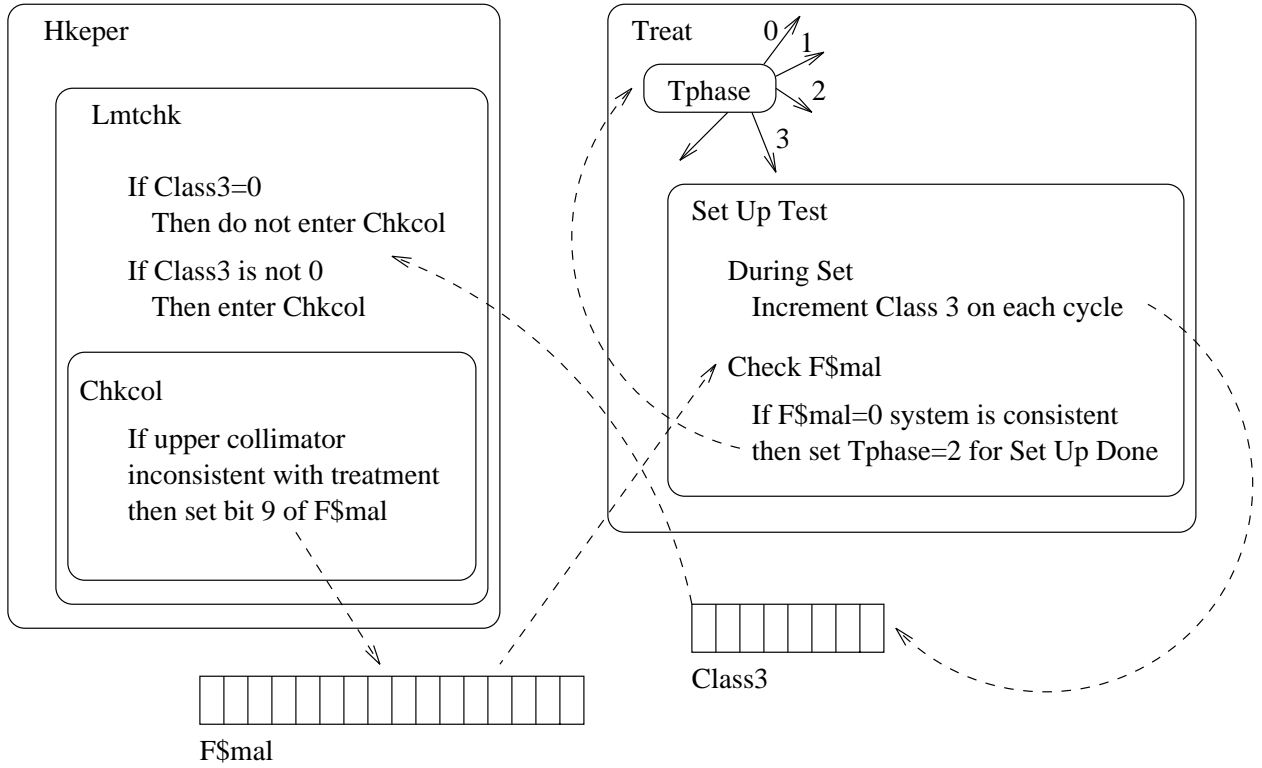 Hkeper
Lmtchk
If Class3=0
Then do not enter Chkcol
If Class3 is not 0
Then enter Chkcol
Chkcol
If upper collimator
inconsistent with treatment
then set bit 9 of F$mal
F$mal
Treat
Tphase
0
1
2
3
Set Up Test
During Set
Increment Class 3 on each cycle
Check F$mal
If F$mal=0 system is consistent
then set Tphase=2 for Set Up Done
Class3